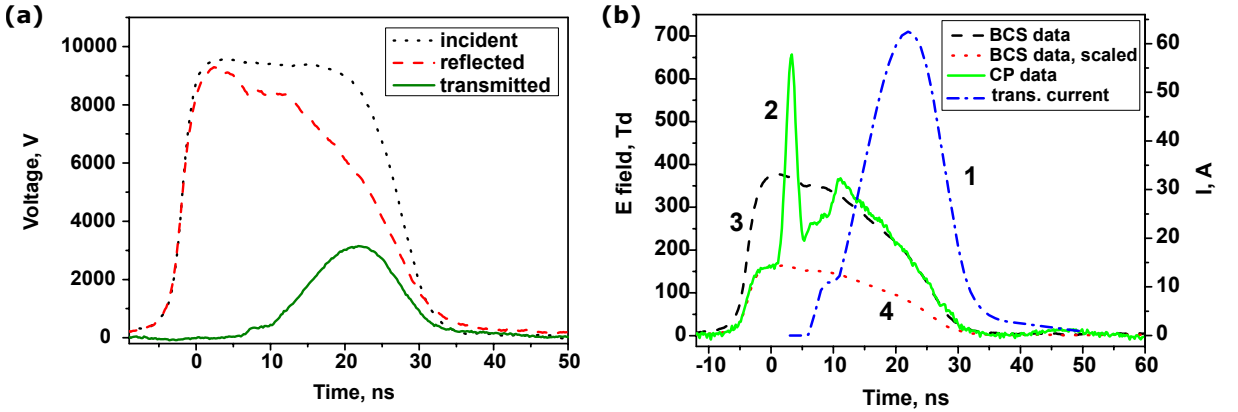 (a)
10000
8000
6000
4000
2000
0
Voltage, V
incident
reflected
transmitted
0 10 20 30 40 50
Time, ns
(b)
700
600
500
400
300
200
100
0
E field, Td
BCS data
BCS data, scaled
CP data
trans. current
2
1
3
4
60
50
40
30
20
10
0
I, A
-10 0 10 20 30 40 50 60
Time, ns